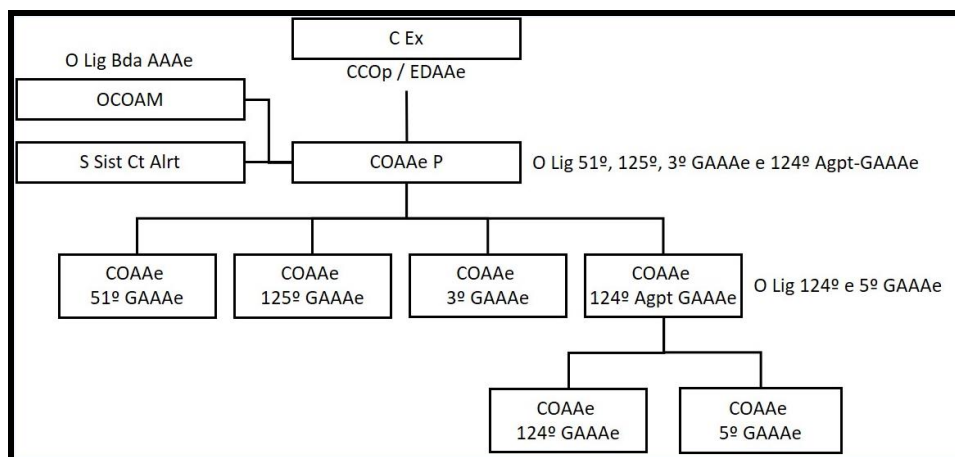 C Ex
O Lig Bda AAAe
CCOp / EDAAe
OCOAM
S Sist Ct Alrt
COAAe P
O Lig 51º, 125º, 3º GAAAe e 124º Agpt-GAAAe
COAAe
51º GAAAe
COAAe
125º GAAAe
COAAe
3º GAAAe
COAAe
124º Agpt GAAAe
O Lig 124º e 5º GAAAe
COAAe
124º GAAAe
COAAe
5º GAAAe